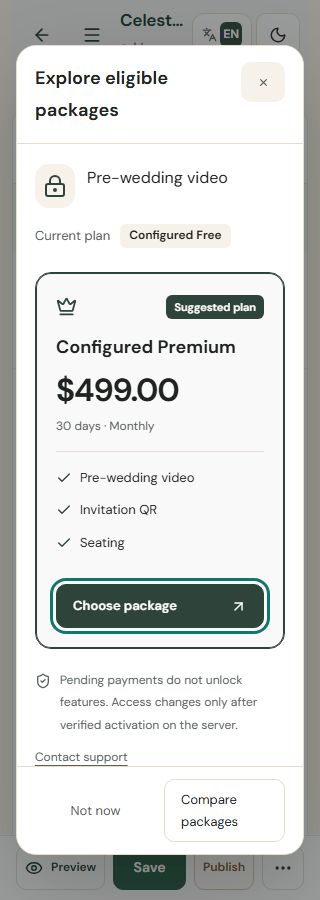 Celest...
EN
Explore eligible
packages
×
Pre-wedding video
Current plan
Configured Free
Suggested plan
Configured Premium
$499.00
30 days · Monthly
Pre-wedding video
Invitation QR
Seating
Choose package
Pending payments do not unlock
features. Access changes only after
verified activation on the server.
Contact support
Not now
Compare
packages
Preview
Save
Publish